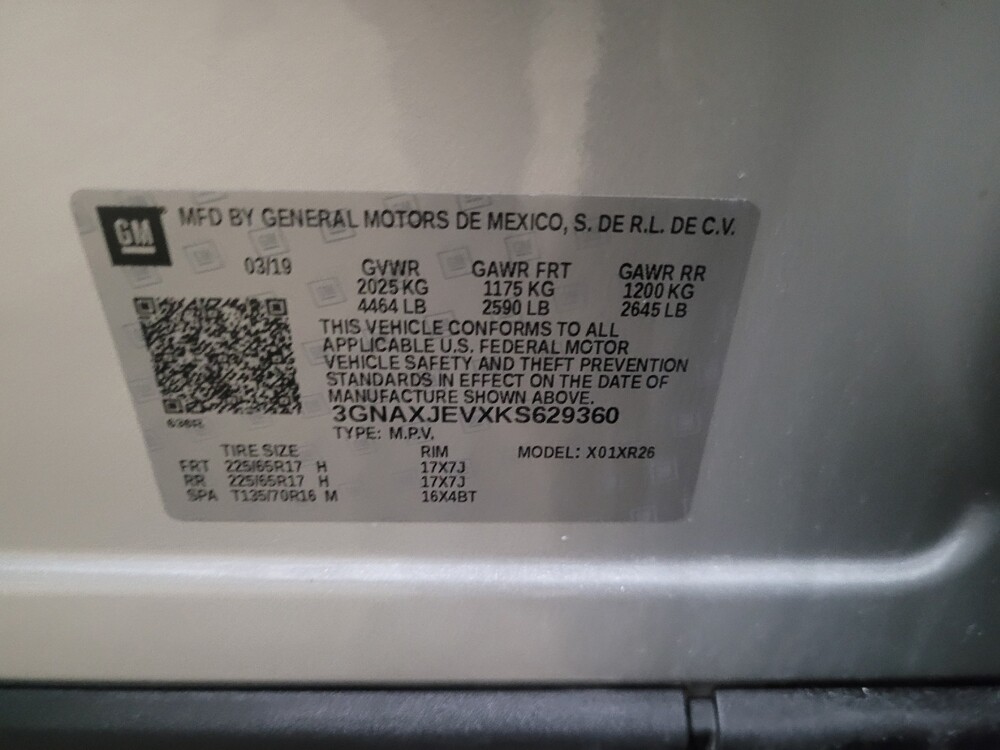 GM MFD BY GENERAL MOTORS DE MEXICO, S. DE R.L. DE C.V.
03/19 GVWR GAWR FRT GAWR RR
2025 KG 1175 KG 1200 KG
4464 LB 2590 LB 2645 LB
THIS VEHICLE CONFORMS TO ALL
APPLICABLE U.S. FEDERAL MOTOR
VEHICLE SAFETY AND THEFT PREVENTION
STANDARDS IN EFFECT ON THE DATE OF
MANUFACTURE SHOWN ABOVE.
3GNAXJEVXKS629360
TYPE: M.P.V.
TIRE SIZE RIM MODEL: X01XR26
FRT 225/65R17 H 17X7J
RR 225/65R17 H 17X7J
SPA T135/70R16 M 16X4BT